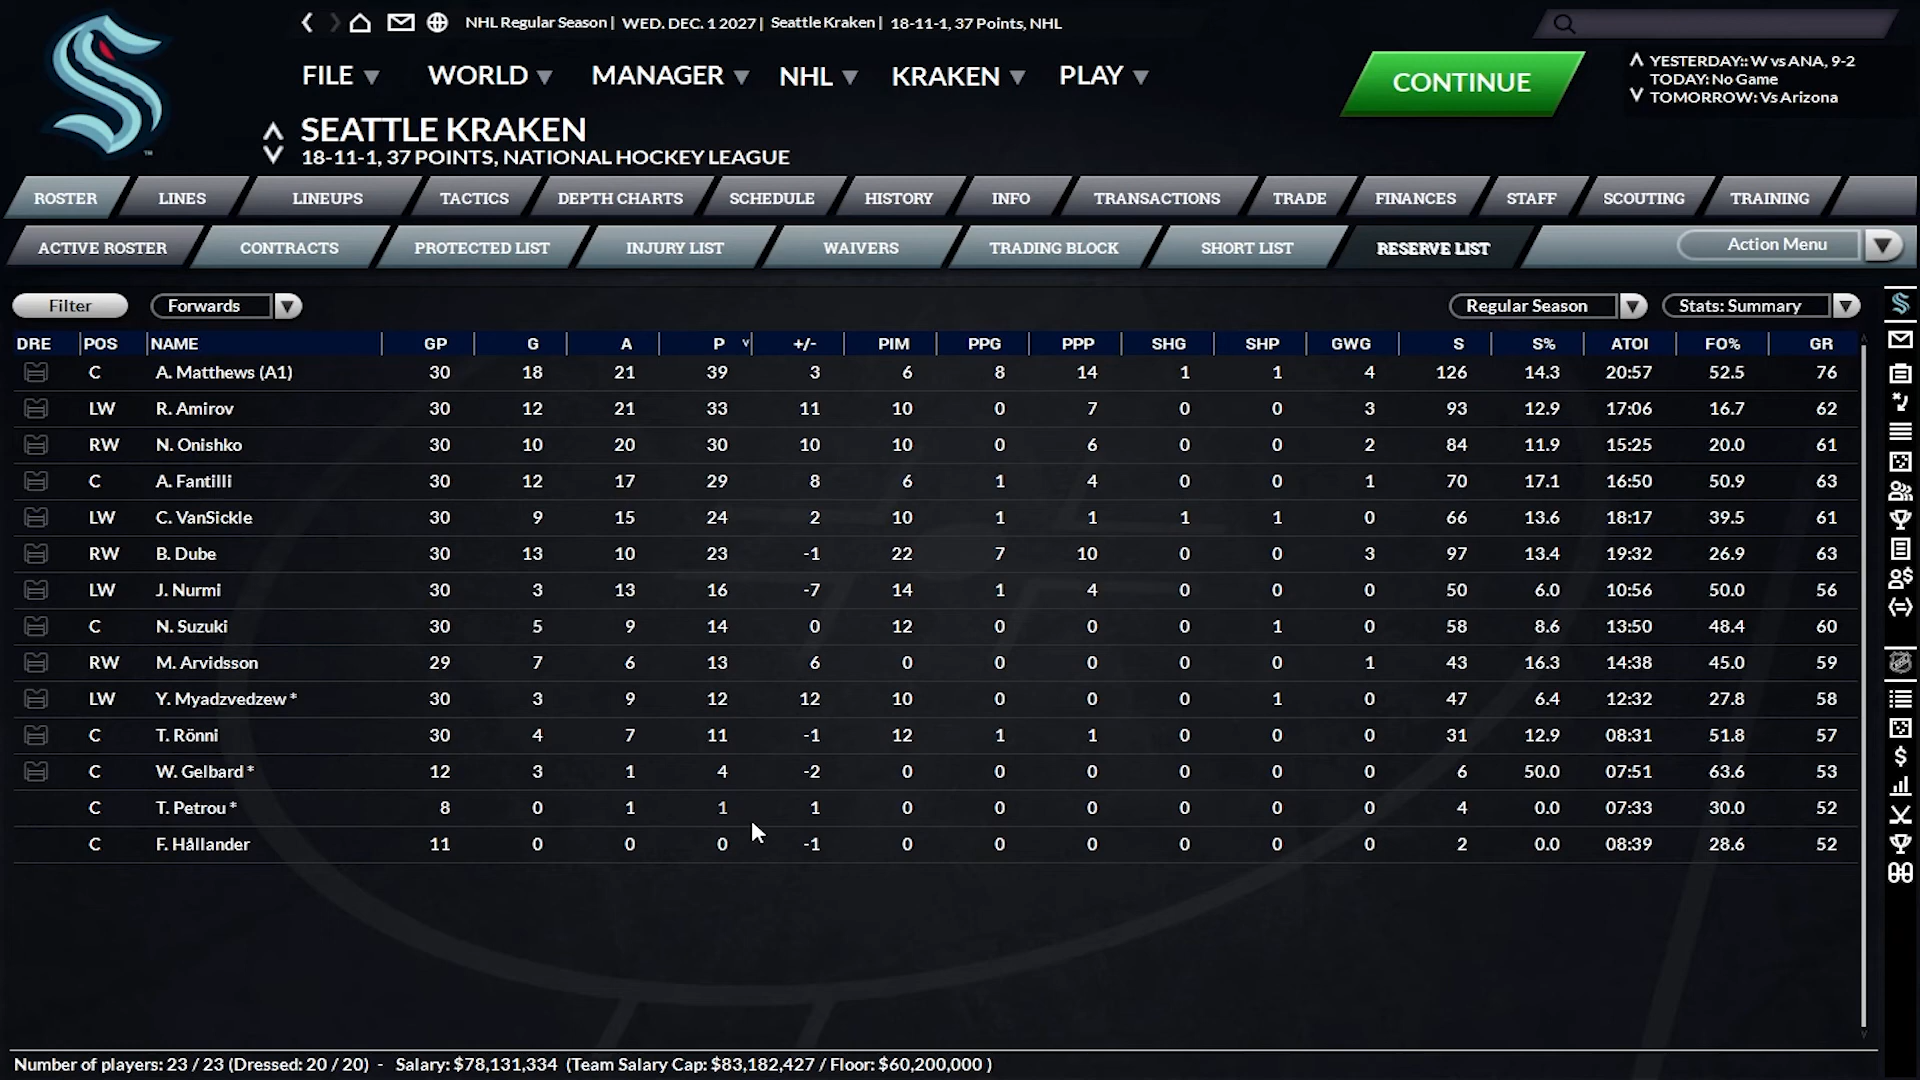 NHL Regular Season | WED. DEC. 1 2027 | Seattle Kraken | 18-11-1, 37 Points, NHL
FILE WORLD MANAGER NHL KRAKEN PLAY
CONTINUE
YESTERDAY:: W vs ANA, 9-2
TODAY: No Game
TOMORROW: Vs Arizona
SEATTLE KRAKEN
18-11-1, 37 POINTS, NATIONAL HOCKEY LEAGUE
TM
ROSTER LINES LINEUPS TACTICS DEPTH CHARTS SCHEDULE HISTORY INFO TRANSACTIONS TRADE FINANCES STAFF SCOUTING TRAINING
ACTIVE ROSTER CONTRACTS PROTECTED LIST INJURY LIST WAIVERS TRADING BLOCK SHORT LIST RESERVE LIST Action Menu
Filter Forwards Regular Season Stats: Summary
DRE POS NAME GP G A P +/- PIM PPG PPP SHG SHP GWG S S% ATOI FO% GR
C A. Matthews (A1) 30 18 21 39 3 6 8 14 1 1 4 126 14.3 20:57 52.5 76
LW R. Amirov 30 12 21 33 11 10 0 7 0 0 3 93 12.9 17:06 16.7 62
RW N. Onishko 30 10 20 30 10 10 0 6 0 0 2 84 11.9 15:25 20.0 61
C A. Fantilli 30 12 17 29 8 6 1 4 0 0 1 70 17.1 16:50 50.9 63
LW C. VanSickle 30 9 15 24 2 10 1 1 1 1 0 66 13.6 18:17 39.5 61
RW B. Dube 30 13 10 23 -1 22 7 10 0 0 3 97 13.4 19:32 26.9 63
LW J. Nurmi 30 3 13 16 -7 14 1 4 0 0 0 50 6.0 10:56 50.0 56
C N. Suzuki 30 5 9 14 0 12 0 0 0 1 0 58 8.6 13:50 48.4 60
RW M. Arvidsson 29 7 6 13 6 0 0 0 0 0 1 43 16.3 14:38 45.0 59
LW Y. Myadzvedzew * 30 3 9 12 12 10 0 0 0 1 0 47 6.4 12:32 27.8 58
C T. Rönni 30 4 7 11 -1 12 1 1 0 0 0 31 12.9 08:31 51.8 57
C W. Gelbard * 12 3 1 4 -2 0 0 0 0 0 0 6 50.0 07:51 63.6 53
C T. Petrou * 8 0 1 1 1 0 0 0 0 0 0 4 0.0 07:33 30.0 52
C F. Hållander 11 0 0 0 -1 0 0 0 0 0 0 2 0.0 08:39 28.6 52
Number of players: 23 / 23 (Dressed: 20 / 20) - Salary: $78,131,334 (Team Salary Cap: $83,182,427 / Floor: $60,200,000 )